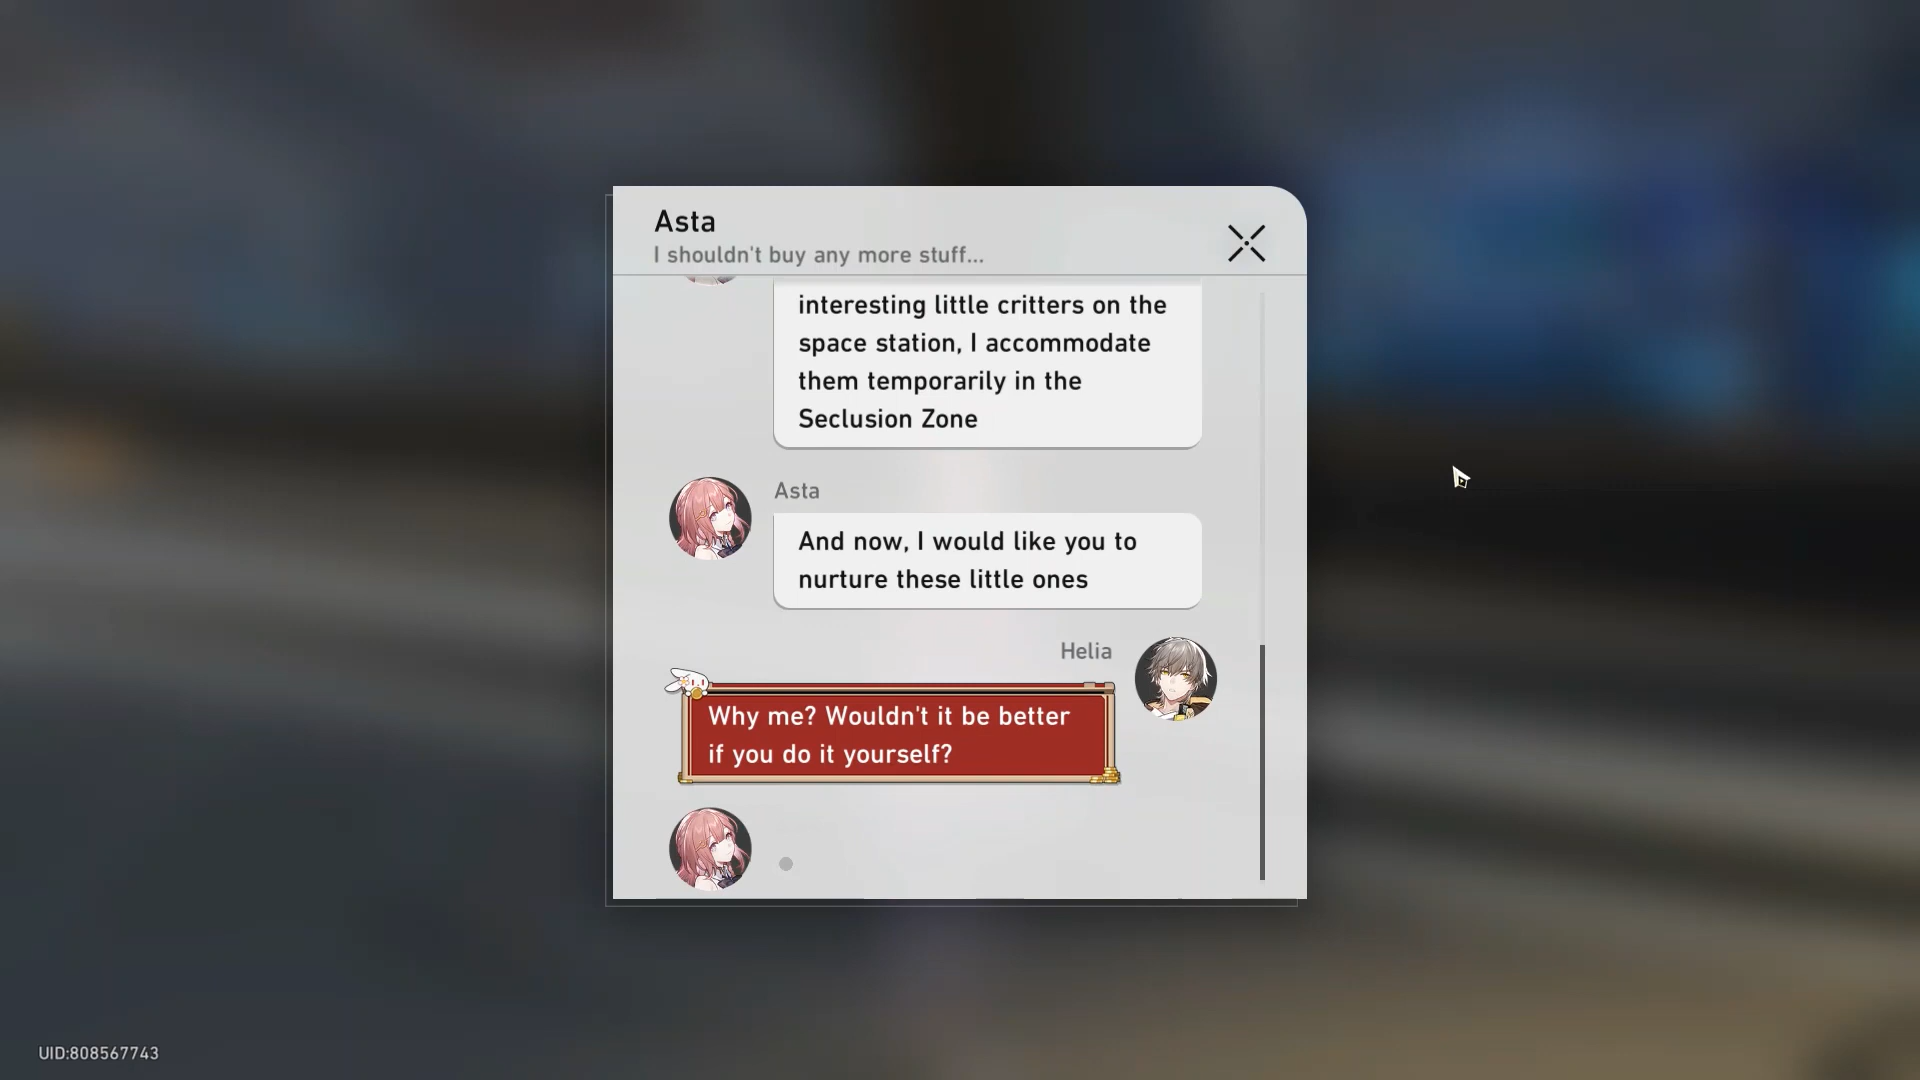 Asta
I shouldn't buy any more stuff...
interesting little critters on the
space station, I accommodate
them temporarily in the
Seclusion Zone
Asta
And now, I would like you to
nurture these little ones
Helia
Why me? Wouldn't it be better
if you do it yourself?
UID:808567743